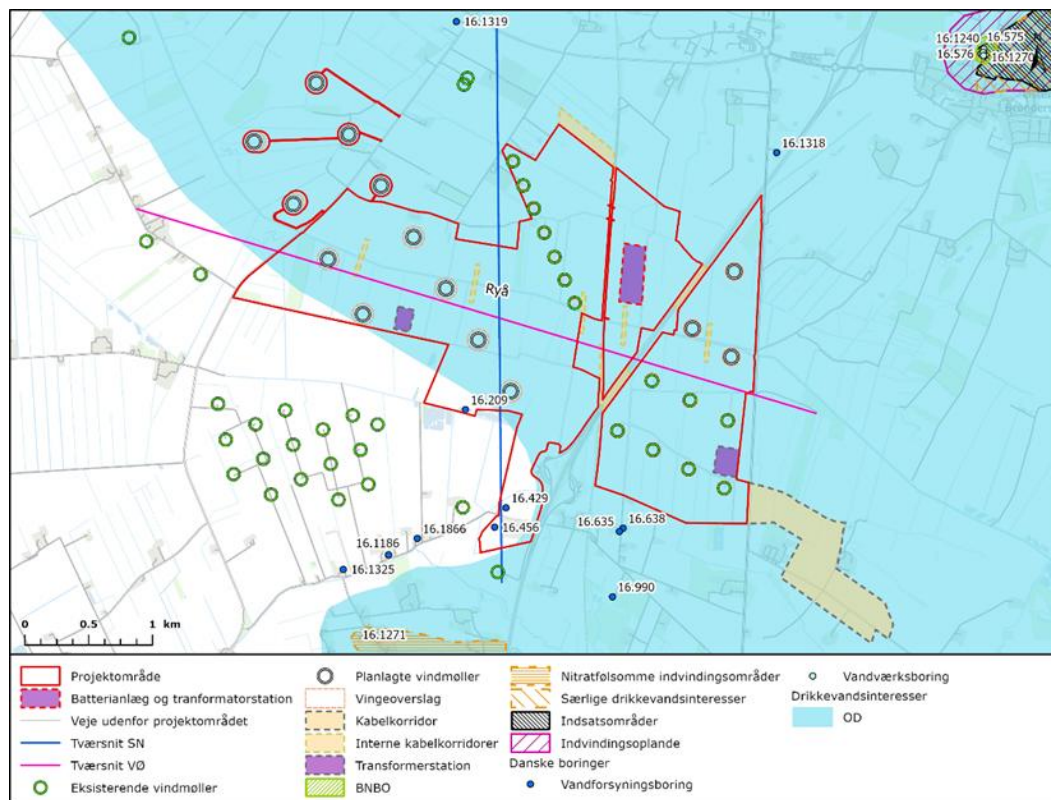 16.1319
16.1240
16.575
16.576
16.1270
16.1318
Ryå
16.209
16.429
16.456
16.635
16.638
16.1866
16.1186
16.1325
16.990
16.1271
0 0.5 1 km
Projektområde
Batterianlæg og tranformatorstation
Veje udenfor projektområdet
Tværsnit SN
Tværsnit VØ
Eksisterende vindmøller
Planlagte vindmøller
Vingeoverslag
Kabelkorridor
Interne kabelkorridorer
Transformerstation
BNBO
Nitratfølsomme indvindingsområder
Særlige drikkevandsinteresser
Indsatsområder
Indvindingsoplande
Danske boringer
Vandforsyningsboring
Vandværksboring
Drikkevandsinteresser
OD